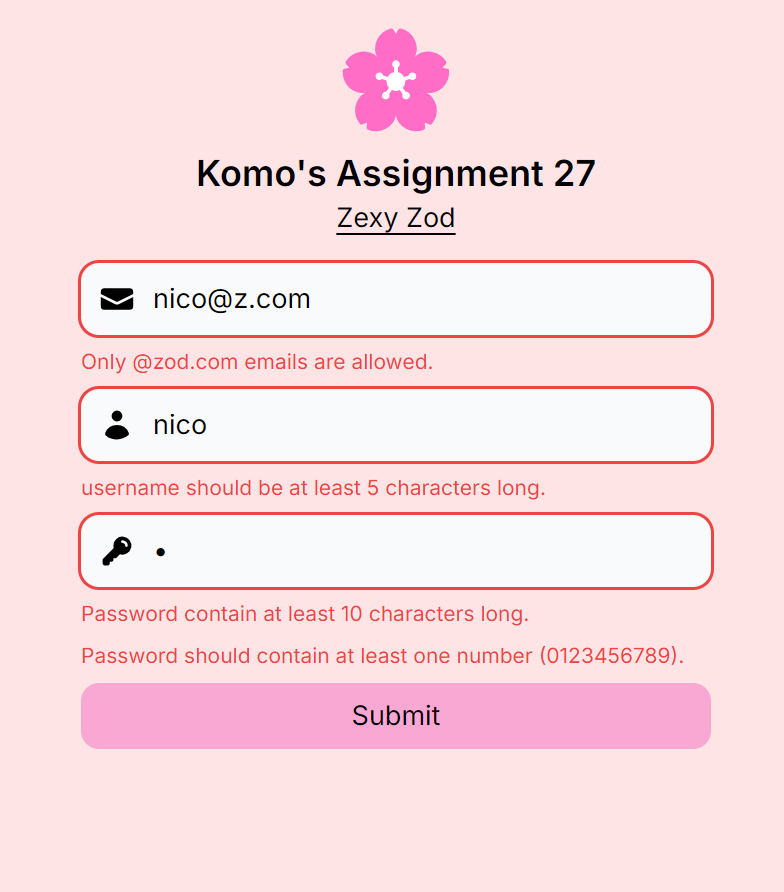 Komo's Assignment 27
Zexy Zod
nico@z.com
Only @zod.com emails are allowed.
nico
username should be at least 5 characters long.
•
Password contain at least 10 characters long.
Password should contain at least one number (0123456789).
Submit